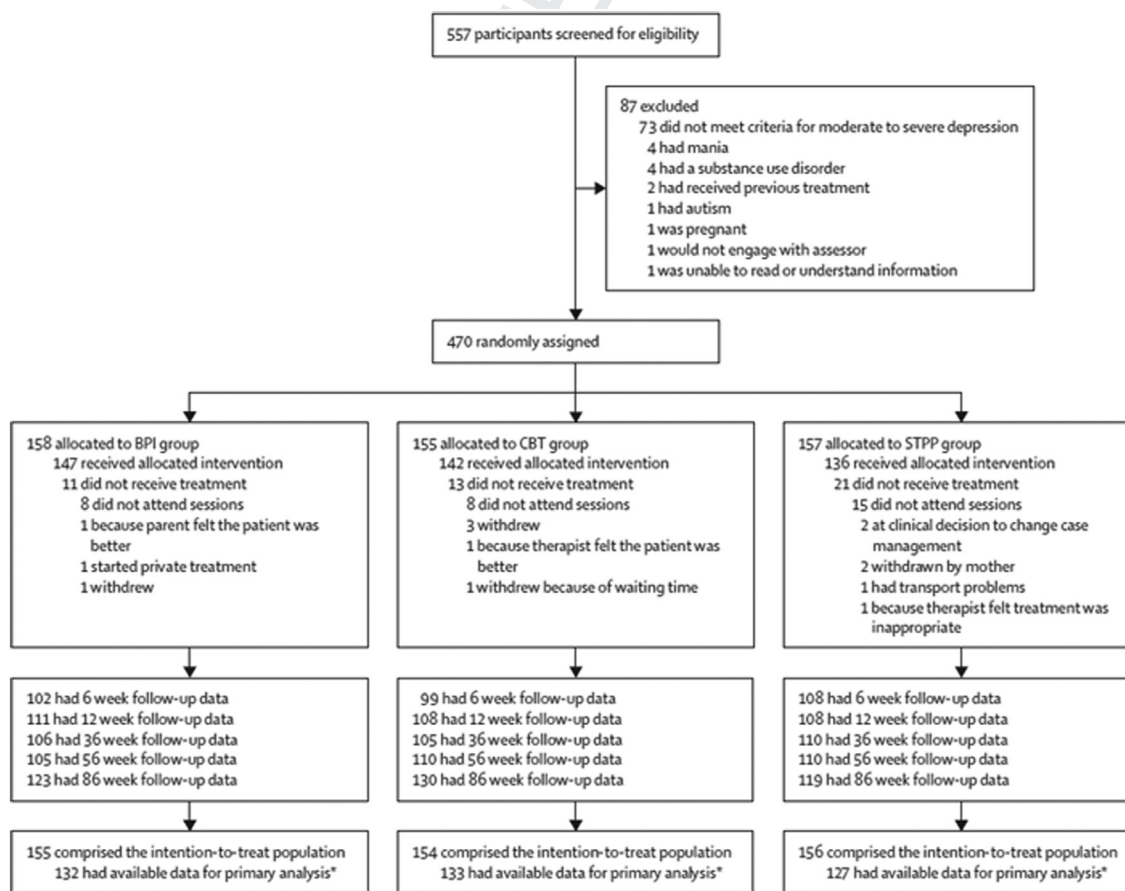 557 participants screened for eligibility
87 excluded
73 did not meet criteria for moderate to severe depression
4 had mania
4 had a substance use disorder
2 had received previous treatment
1 had autism
1 was pregnant
1 would not engage with assessor
1 was unable to read or understand information
470 randomly assigned
158 allocated to BPI group
147 received allocated intervention
11 did not receive treatment
8 did not attend sessions
1 because parent felt the patient was
better
1 started private treatment
1 withdrew
155 allocated to CBT group
142 received allocated intervention
13 did not receive treatment
8 did not attend sessions
3 withdrew
1 because therapist felt the patient was
better
1 withdrew because of waiting time
157 allocated to STPP group
136 received allocated intervention
21 did not receive treatment
15 did not attend sessions
2 at clinical decision to change case
management
2 withdrawn by mother
1 had transport problems
1 because therapist felt treatment was
inappropriate
102 had 6 week follow-up data
111 had 12 week follow-up data
106 had 36 week follow-up data
105 had 56 week follow-up data
123 had 86 week follow-up data
99 had 6 week follow-up data
108 had 12 week follow-up data
105 had 36 week follow-up data
110 had 56 week follow-up data
130 had 86 week follow-up data
108 had 6 week follow-up data
108 had 12 week follow-up data
110 had 36 week follow-up data
110 had 56 week follow-up data
119 had 86 week follow-up data
155 comprised the intention-to-treat population
132 had available data for primary analysis*
154 comprised the intention-to-treat population
133 had available data for primary analysis*
156 comprised the intention-to-treat population
127 had available data for primary analysis*